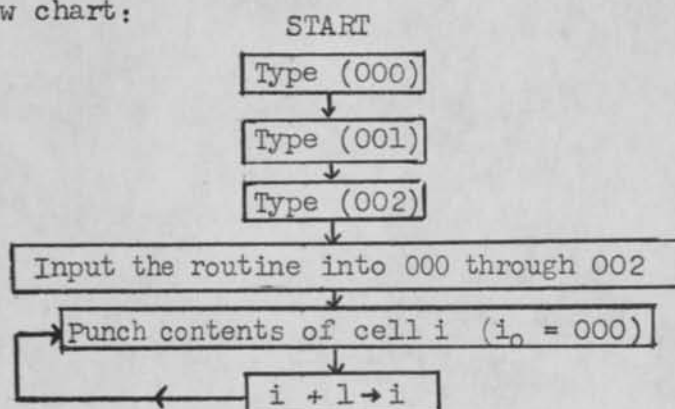 w chart:
START
Type (000)
Type (001)
Type (002)
Input the routine into 000 through 002
Punch contents of cell i (i₀ = 000)
i + 1 → i